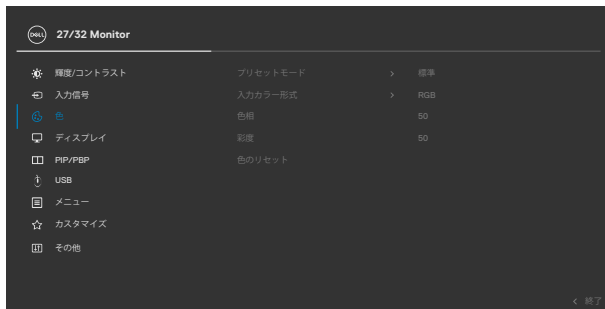 DELL 27/32 Monitor
輝度/コントラスト プリセットモード > 標準
入力信号 入力カラー形式 > RGB
色 色相 50
ディスプレイ 彩度 50
PIP/PBP 色のリセット
USB
メニュー
カスタマイズ
その他
< 終了